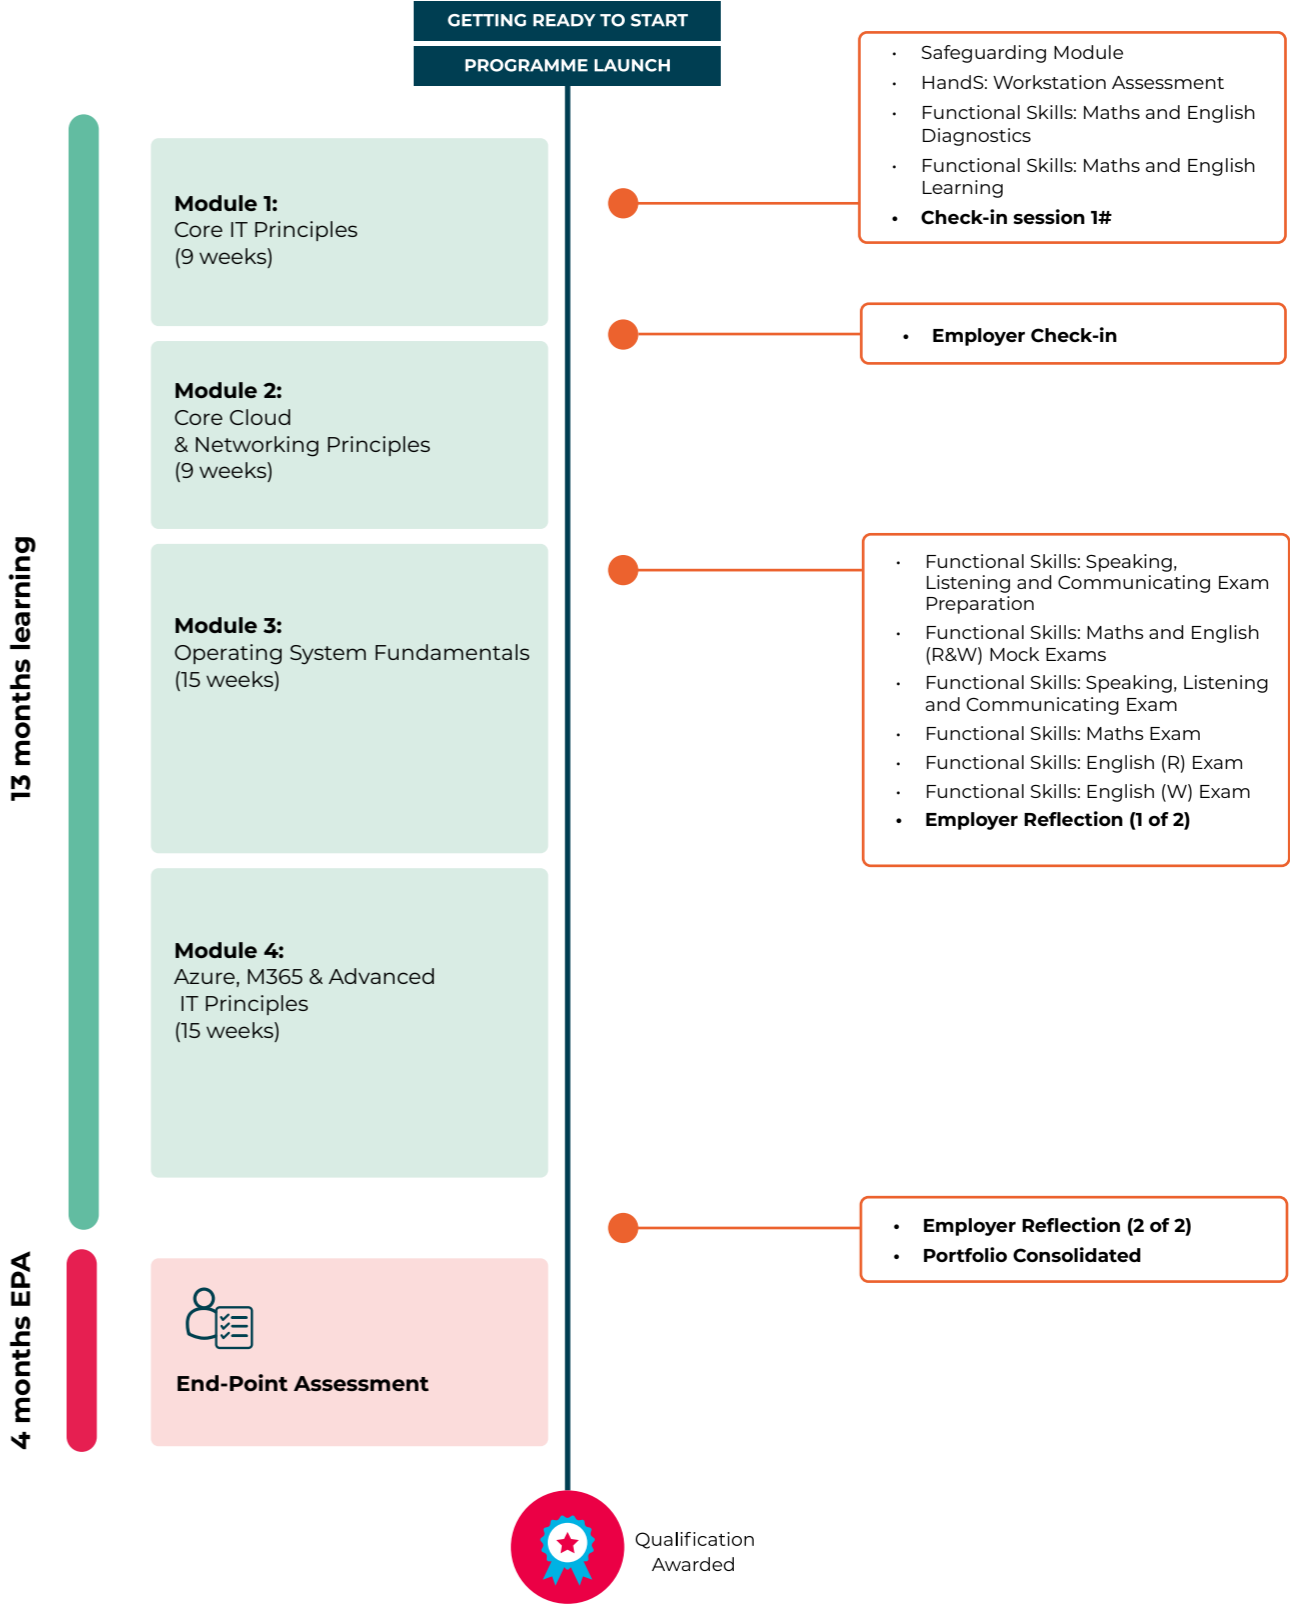 GETTING READY TO START
PROGRAMME LAUNCH
• Safeguarding Module
• HandS: Workstation Assessment
• Functional Skills: Maths and English
Diagnostics
• Functional Skills: Maths and English
Learning
• Check-in session 1#
13 months learning
Module 1:
Core IT Principles
(9 weeks)
• Employer Check-in
Module 2:
Core Cloud
& Networking Principles
(9 weeks)
• Functional Skills: Speaking,
Listening and Communicating Exam
Preparation
• Functional Skills: Maths and English
(R&W) Mock Exams
• Functional Skills: Speaking, Listening
and Communicating Exam
• Functional Skills: Maths Exam
• Functional Skills: English (R) Exam
• Functional Skills: English (W) Exam
• Employer Reflection (1 of 2)
Module 3:
Operating System Fundamentals
(15 weeks)
Module 4:
Azure, M365 & Advanced
IT Principles
(15 weeks)
• Employer Reflection (2 of 2)
• Portfolio Consolidated
4 months EPA
End-Point Assessment
Qualification
Awarded